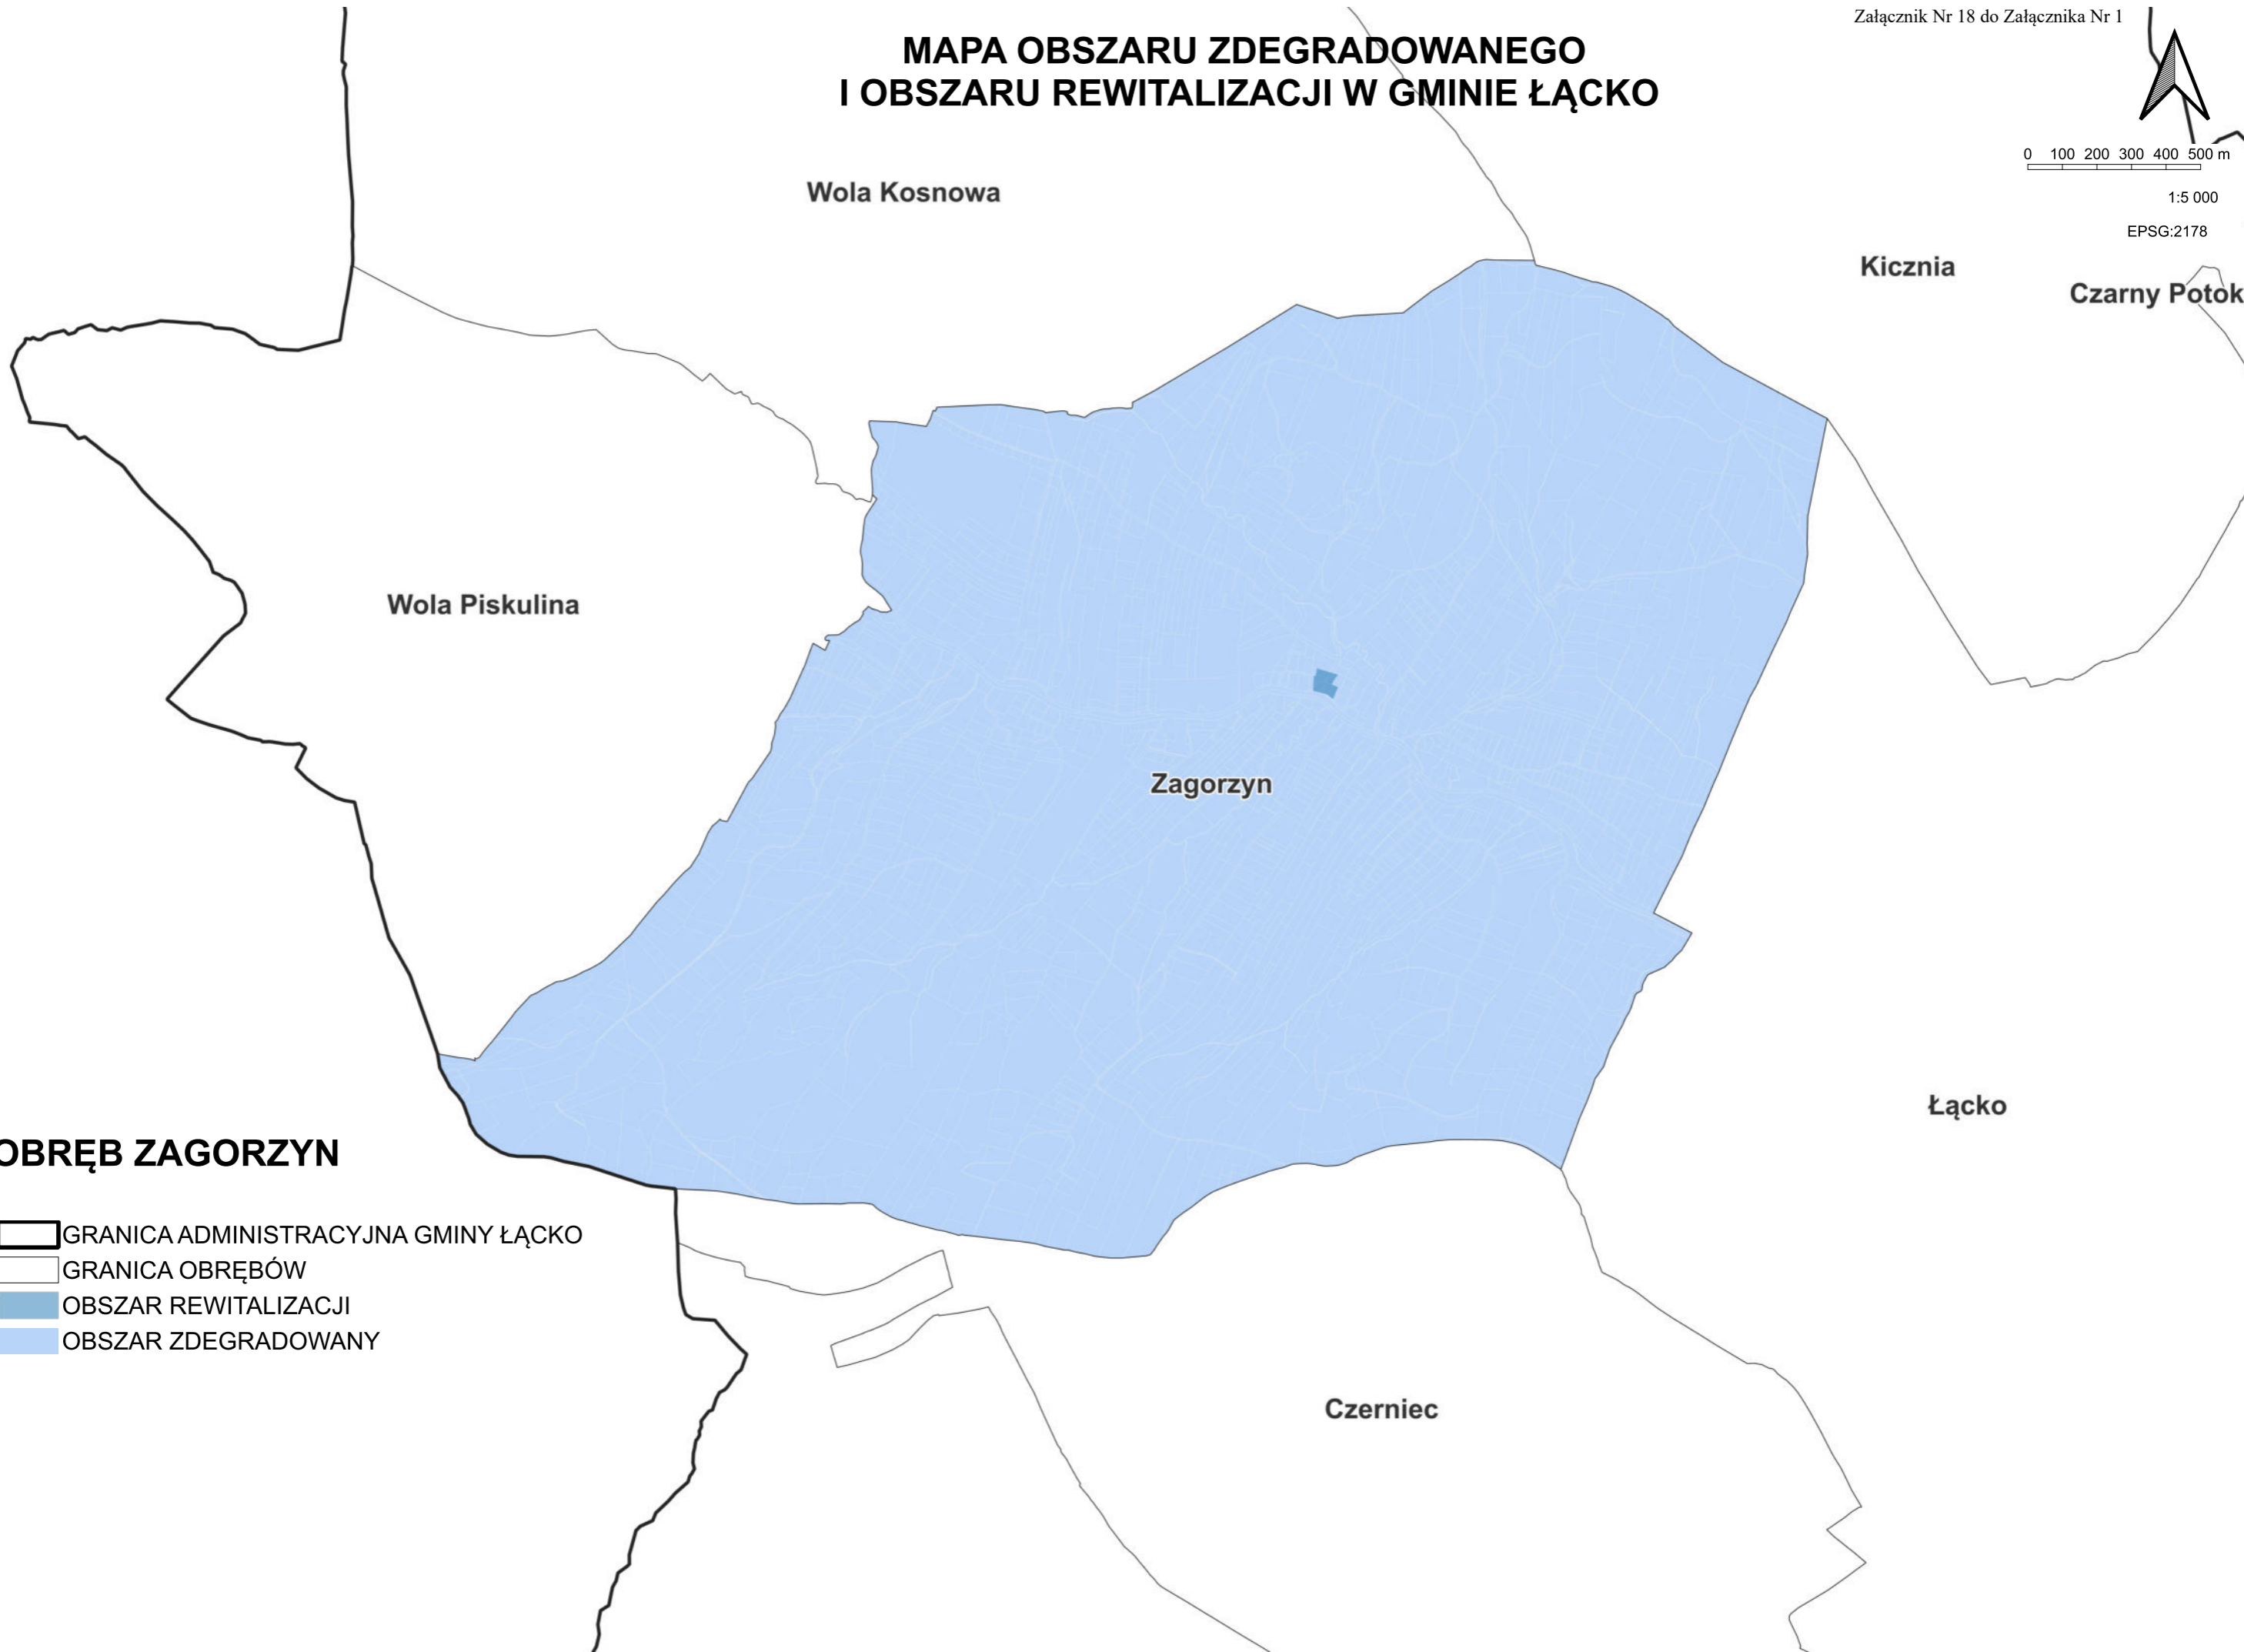 Załącznik Nr 18 do Załącznika Nr 1
MAPA OBSZARU ZDEGRADOWANEGO
I OBSZARU REWITALIZACJI W GMINIE ŁĄCKO
0 100 200 300 400 500 m
1:5 000
EPSG:2178
Wola Kosnowa
Kicznia
Czarny Potok
Wola Piskulina
Zagorzyn
Łącko
OBRĘB ZAGORZYN
GRANICA ADMINISTRACYJNA GMINY ŁĄCKO
GRANICA OBRĘBÓW
OBSZAR REWITALIZACJI
OBSZAR ZDEGRADOWANY
Czerniec